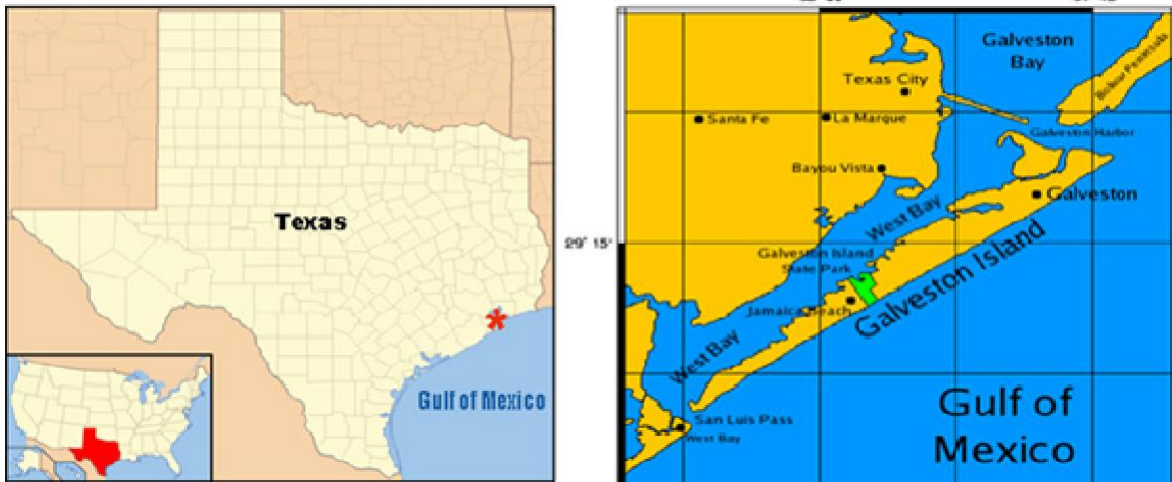 Texas
Gulf of Mexico
Galveston
Bay
Texas City
Santa Fe
La Marque
Galveston Harbor
Bayou Vista
Galveston
West Bay
29° 15'
Galveston Island
State Park
Galveston Island
Jamaica Beach
West Bay
San Luis Pass
West Bay
Gulf of
Mexico